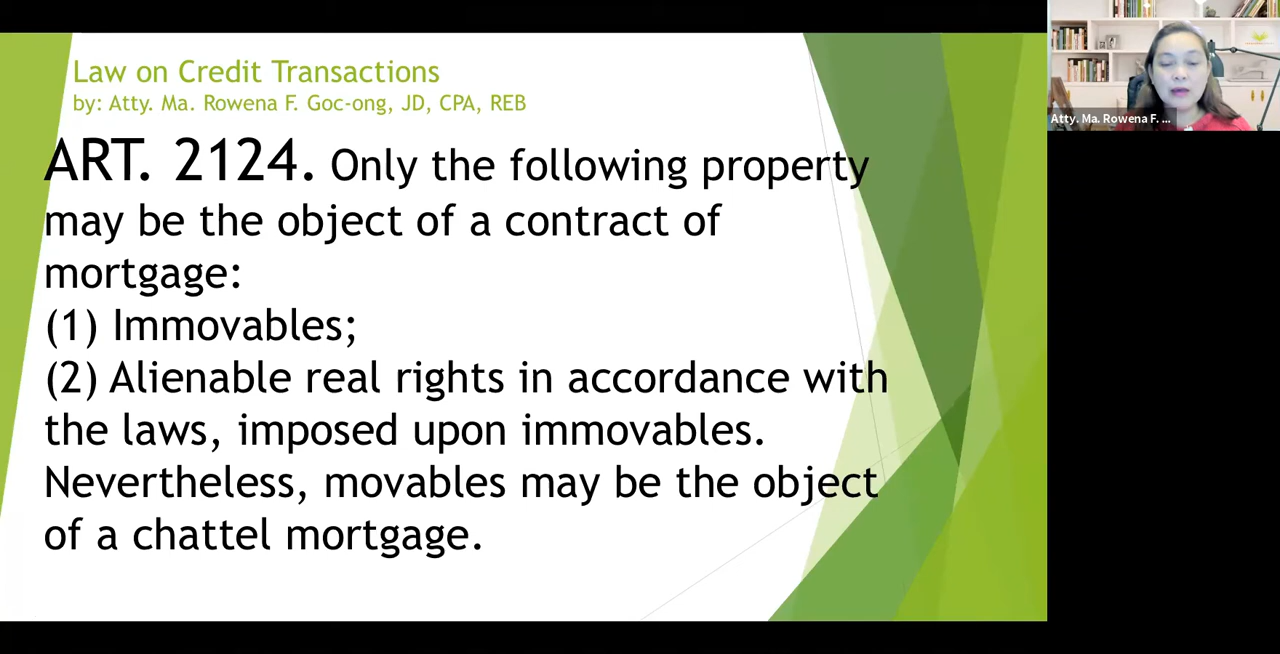 Law on Credit Transactions
by: Atty. Ma. Rowena F. Goc-ong, JD, CPA, REB
ART. 2124. Only the following property
may be the object of a contract of
mortgage:
(1) Immovables;
(2) Alienable real rights in accordance with
the laws, imposed upon immovables.
Nevertheless, movables may be the object
of a chattel mortgage.
Atty. Ma. Rowena F. ...